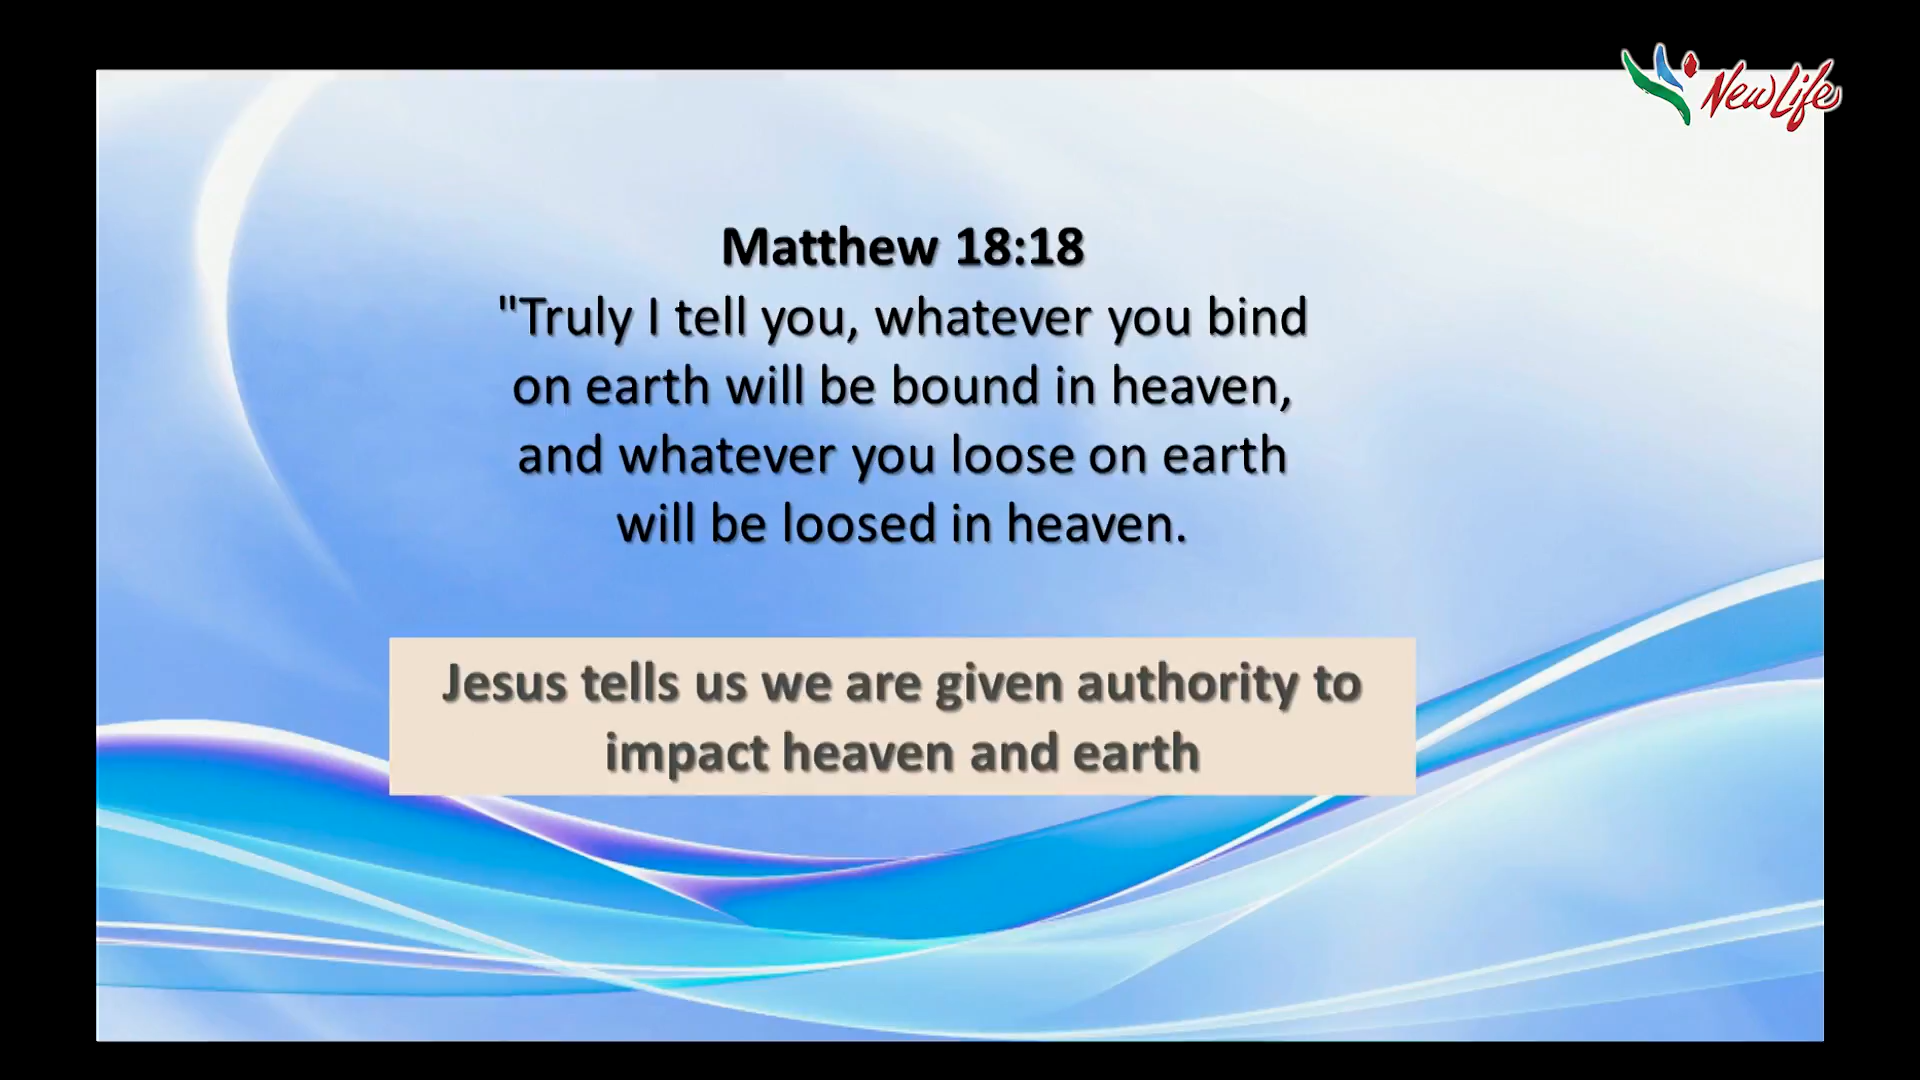 NewLife
Matthew 18:18
"Truly I tell you, whatever you bind
on earth will be bound in heaven,
and whatever you loose on earth
will be loosed in heaven.
Jesus tells us we are given authority to
impact heaven and earth